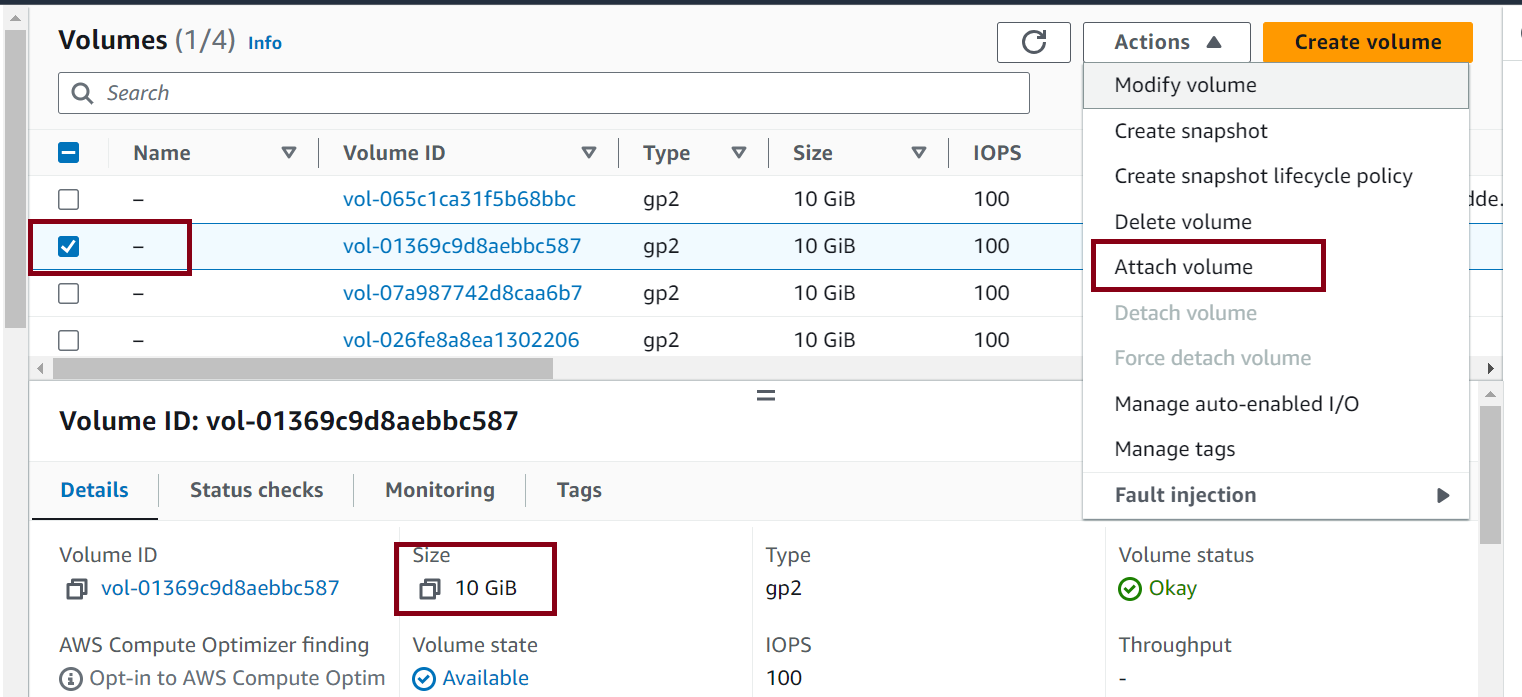 Volumes (1/4) Info
Actions
Create volume
Search
Modify volume
Create snapshot
Create snapshot lifecycle policy
Delete volume
Attach volume
Detach volume
Force detach volume
Manage auto-enabled I/O
Manage tags
Fault injection
Name Volume ID Type Size IOPS
– vol-065c1ca31f5b68bbc gp2 10 GiB 100 dde.
– vol-01369c9d8aebbc587 gp2 10 GiB 100
– vol-07a987742d8caa6b7 gp2 10 GiB 100
– vol-026fe8a8ea1302206 gp2 10 GiB 100
Volume ID: vol-01369c9d8aebbc587
Details Status checks Monitoring Tags
Volume ID Size Type Volume status
vol-01369c9d8aebbc587 10 GiB gp2 Okay
AWS Compute Optimizer finding Volume state IOPS Throughput
Opt-in to AWS Compute Optim Available 100 -